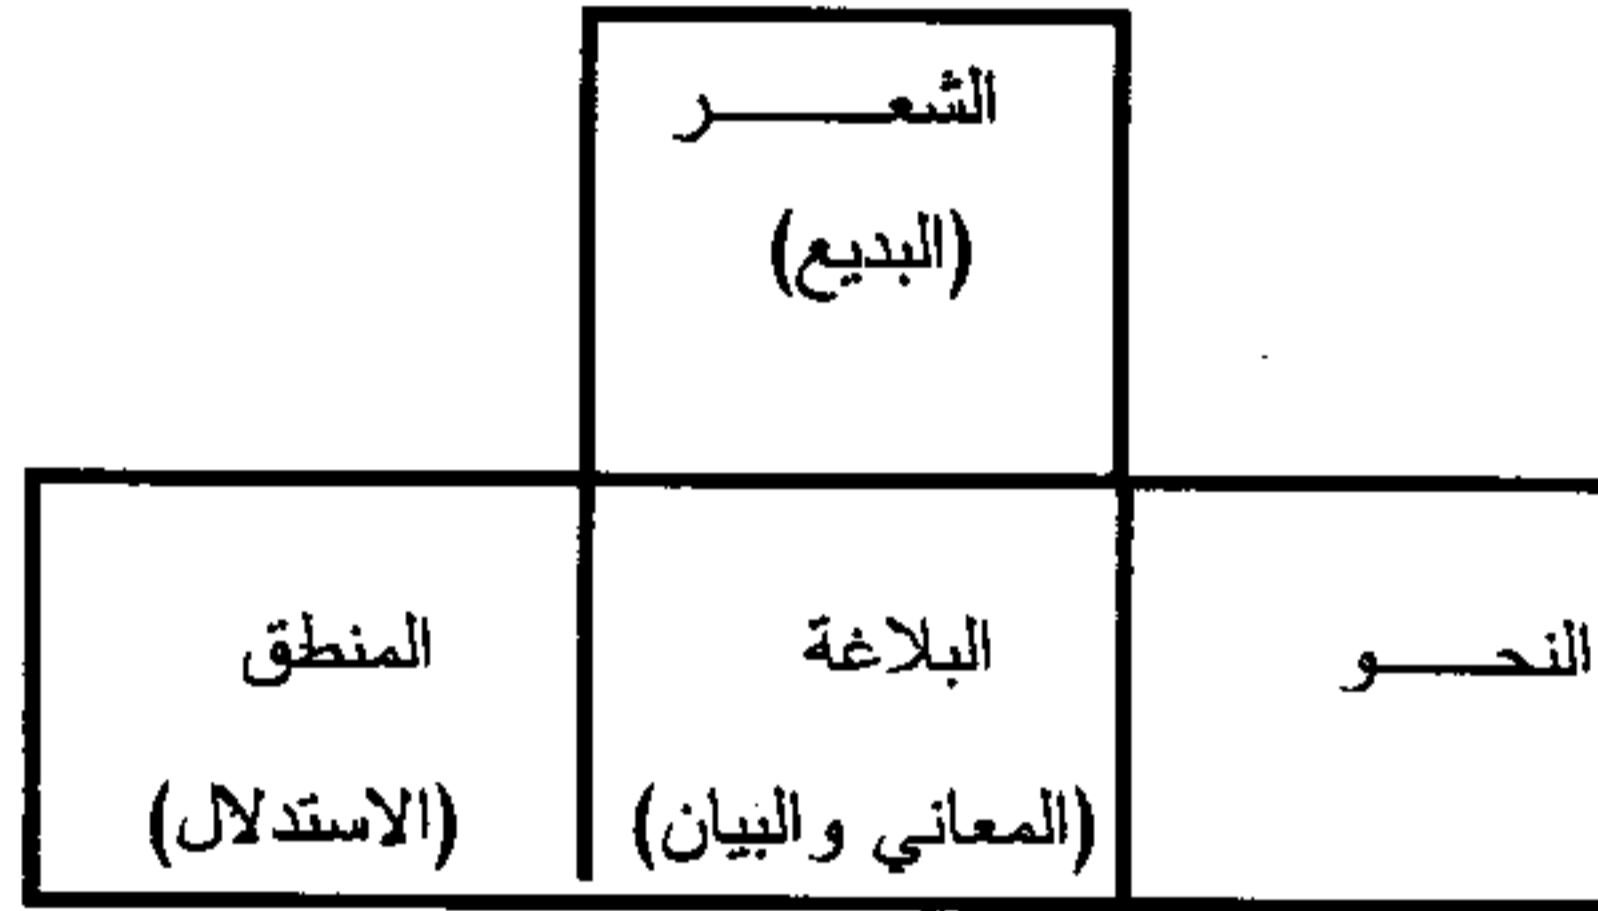 الشعر
(البديع)
النحو
البلاغة
(المعاني والبيان)
المنطق
(الاستدلال)